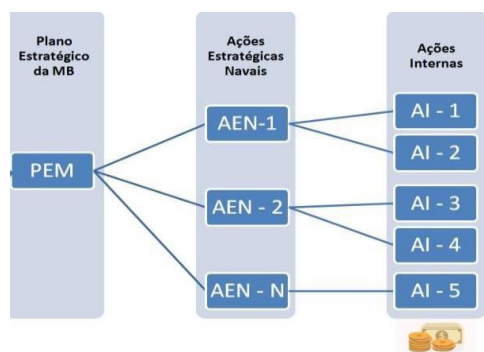 Plano
Estratégico
da MB
Ações
Estratégicas
Navais
Ações
Internas
PEM
AEN-1
AEN - 2
AEN - N
AI - 1
AI - 2
AI - 3
AI - 4
AI - 5